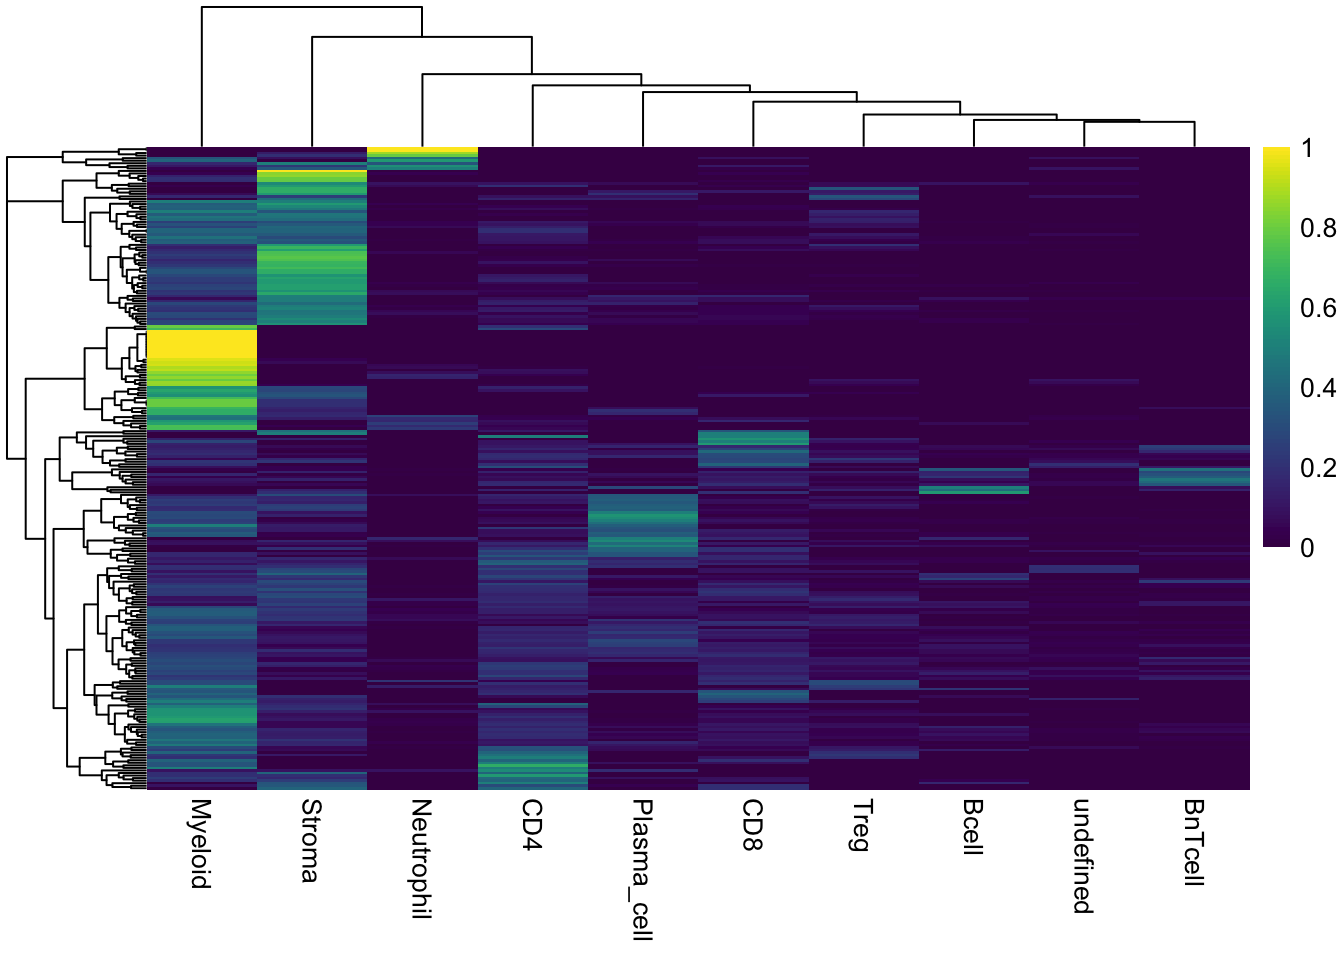 1
0.8
0.6
0.4
0.2
0
Myeloid
Stroma
Neutrophil
CD4
Plasma_cell
CD8
Treg
Bcell
undefined
BnTcell